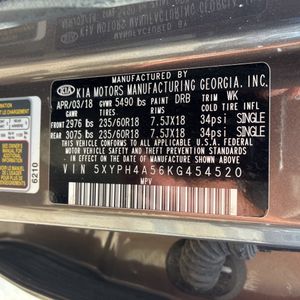 MANUFACTURED BY
KIA KIA MOTORS MANUFACTURING GEORGIA, INC.
APR/03/18 GVWR 5490 lbs PAINT DRB TRIM WK
GAWR TIRES RIMS COLD TIRE INFL
FRONT 2976 lbs 235/60R18 7.5JX18 34psi SINGLE
REAR 3075 lbs 235/60R18 7.5JX18 34psi SINGLE
THIS VEHICLE CONFORMS TO ALL APPLICABLE U.S.A. FEDERAL
MOTOR VEHICLE SAFETY AND THEFT PREVENTION STANDARDS
IN EFFECT ON THE DATE OF MANUFACTURE SHOWN ABOVE.
VIN 5XYPH4A56KG454520
MPV
6210